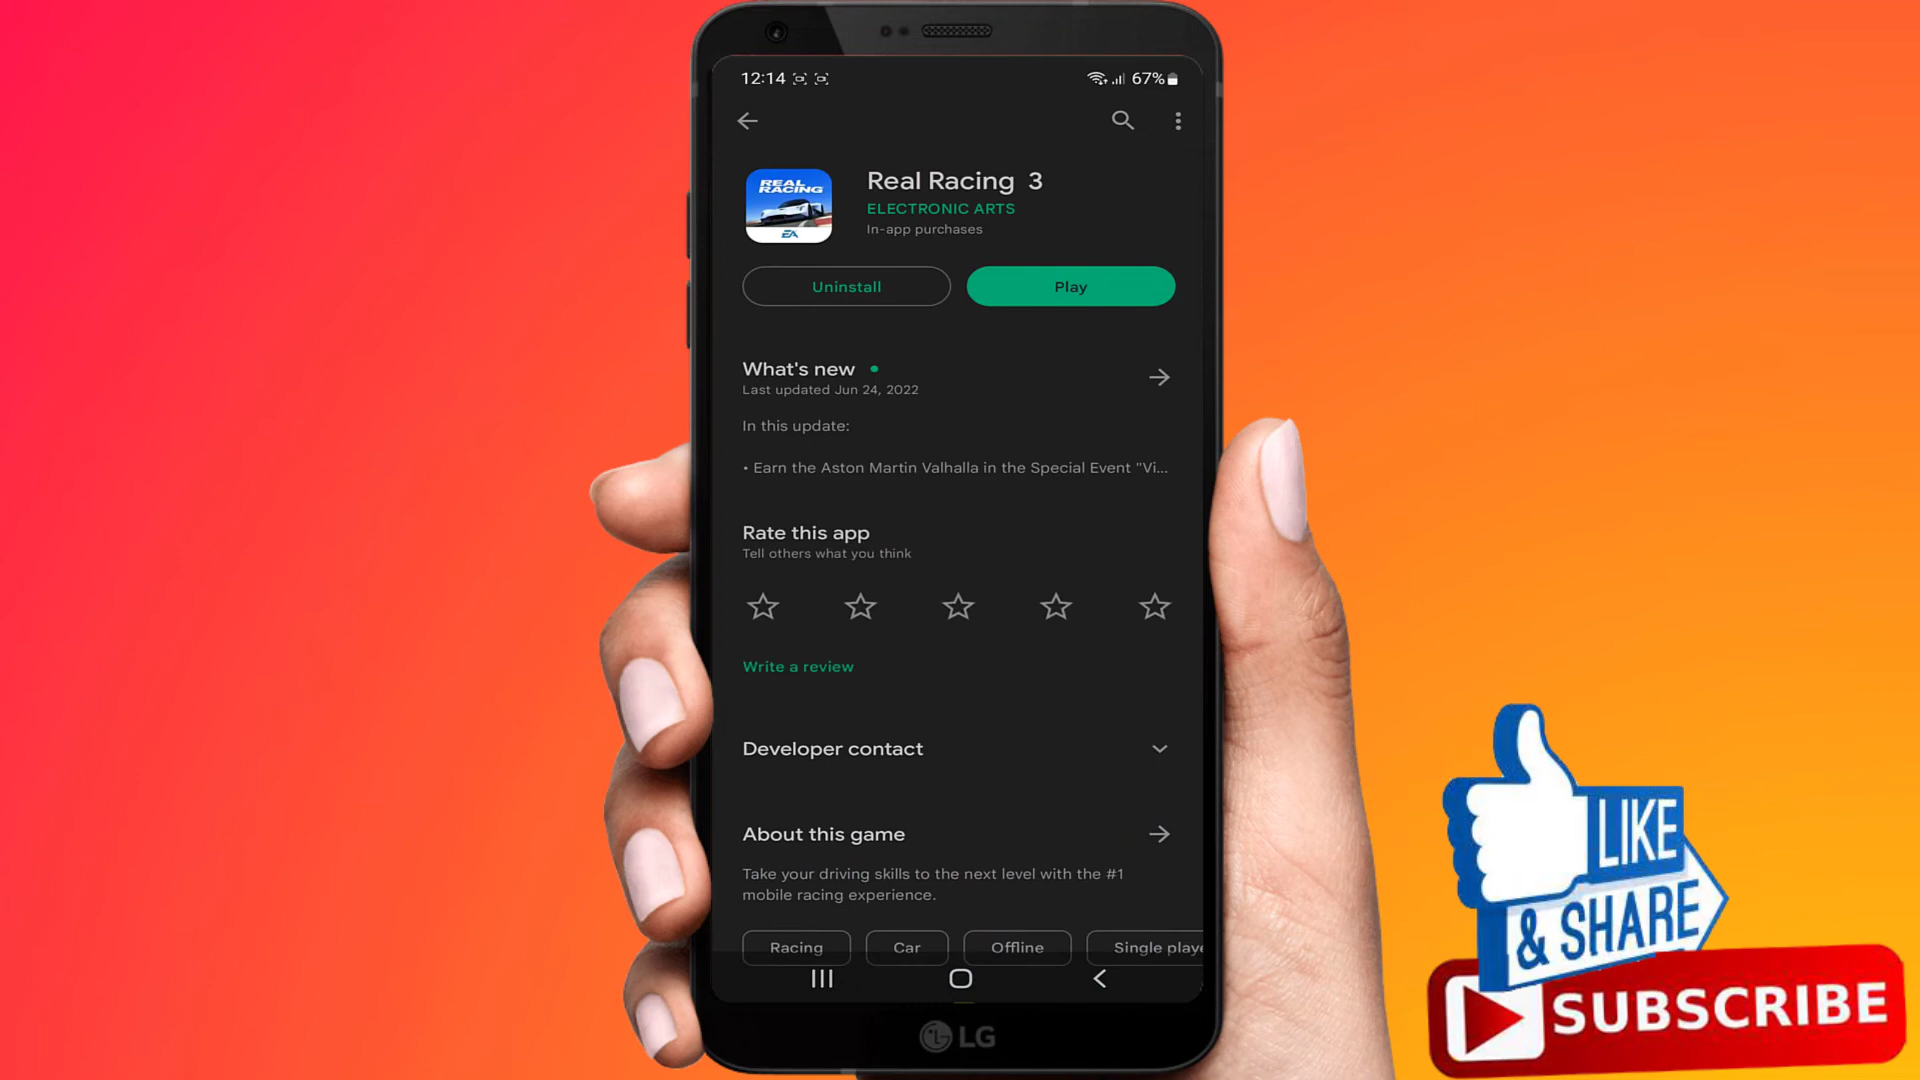 12:14
67%
REAL
RACING
EA
Real Racing 3
ELECTRONIC ARTS
In-app purchases
Uninstall
Play
What's new
Last updated Jun 24, 2022
In this update:
• Earn the Aston Martin Valhalla in the Special Event "Vi...
Rate this app
Tell others what you think
Write a review
Developer contact
About this game
Take your driving skills to the next level with the #1
mobile racing experience.
Racing
Car
Offline
Single playe
LG
LIKE
& SHARE
SUBSCRIBE